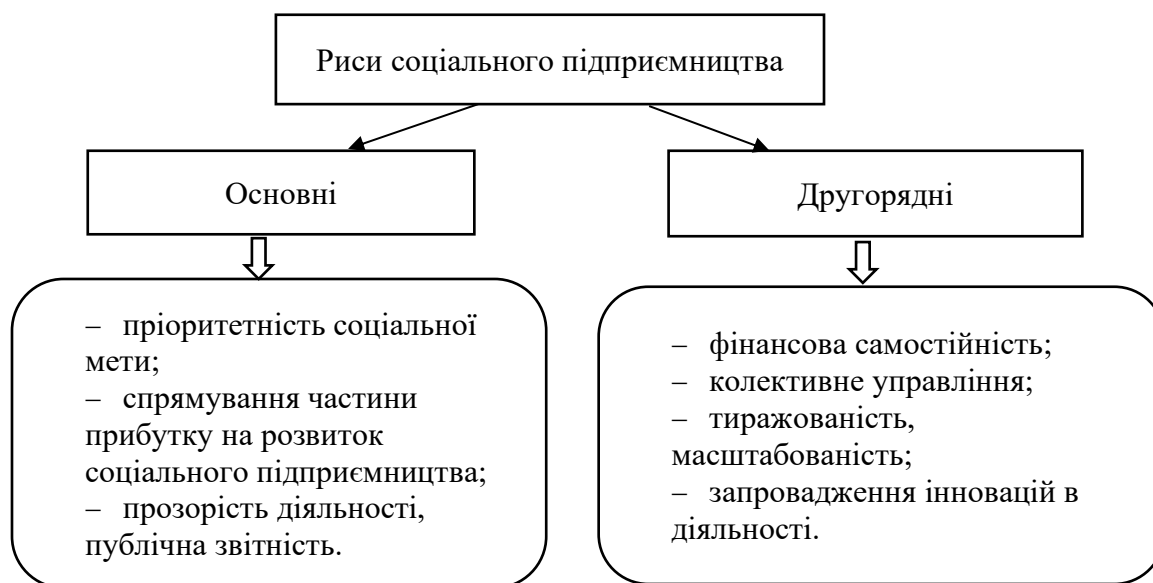 Риси соціального підприємництва
Основні
Другорядні
– пріоритетність соціальної
мети;
– спрямування частини
прибутку на розвиток
соціального підприємництва;
– прозорість діяльності,
публічна звітність.
– фінансова самостійність;
– колективне управління;
– тиражованість,
масштабованість;
– запровадження інновацій в
діяльності.